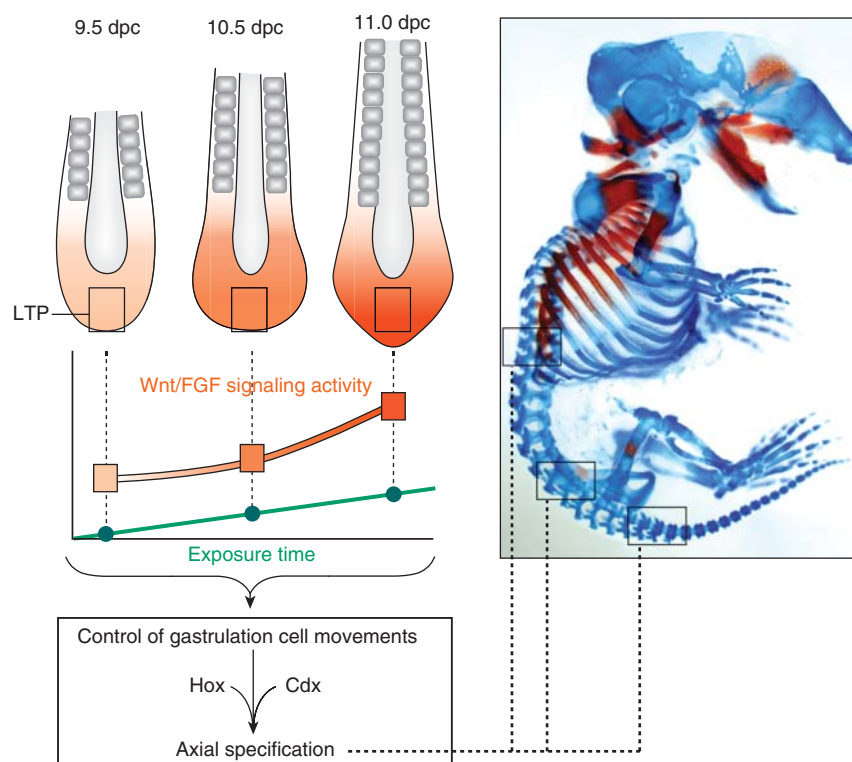 9.5 dpc
10.5 dpc
11.0 dpc
LTP
Wnt/FGF signaling activity
Exposure time
Control of gastrulation cell movements
Hox
Cdx
Axial specification